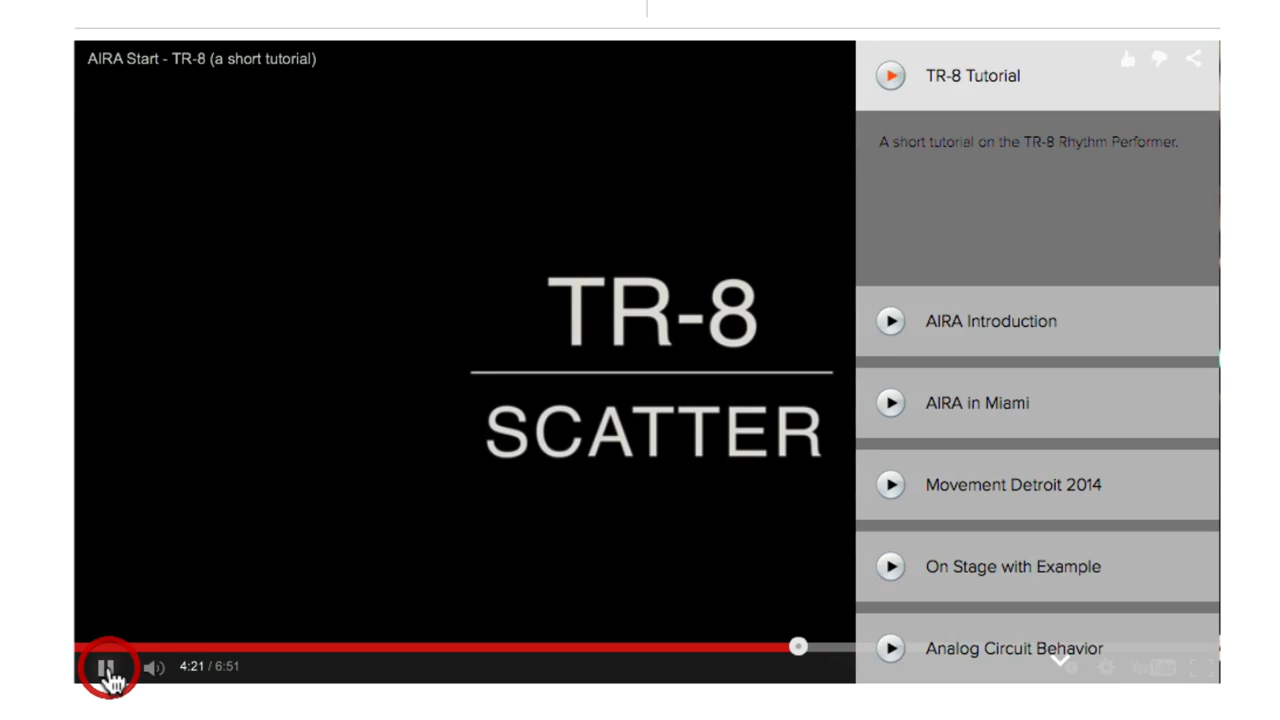 AIRA Start - TR-8 (a short tutorial)
TR-8
SCATTER
4:21 / 6:51
TR-8 Tutorial
A short tutorial on the TR-8 Rhythm Performer.
AIRA Introduction
AIRA in Miami
Movement Detroit 2014
On Stage with Example
Analog Circuit Behavior
YouTube